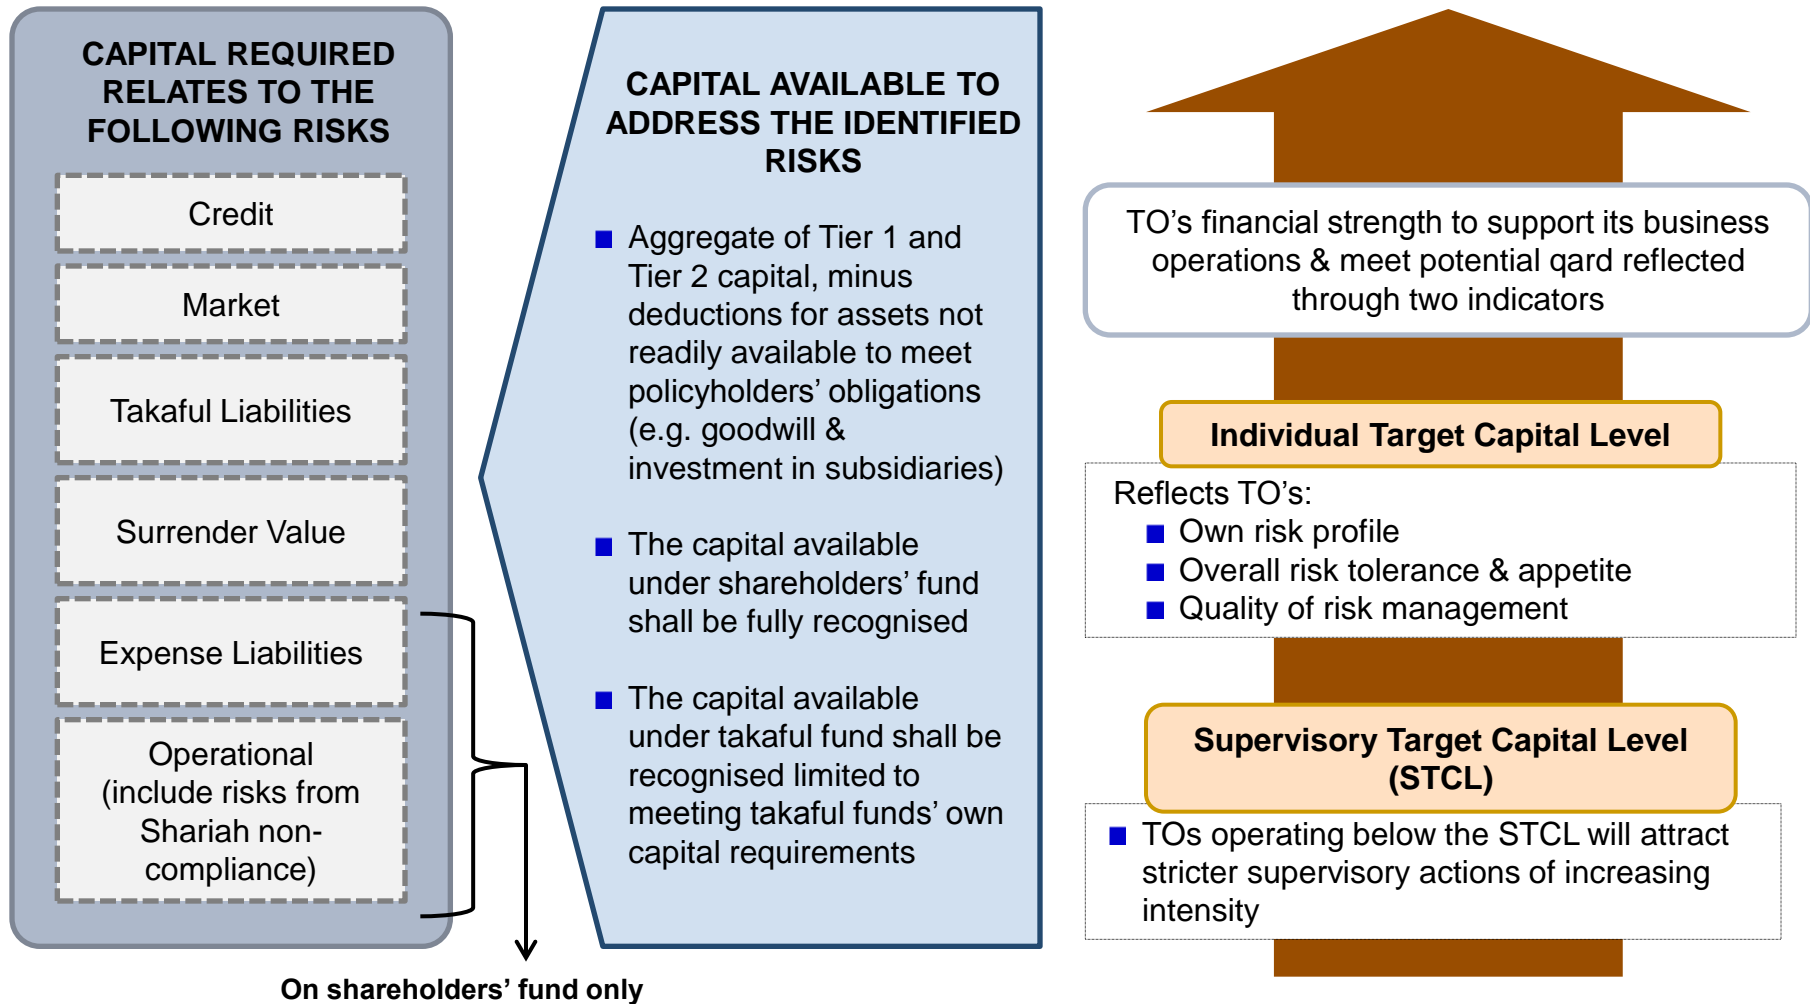 CAPITAL REQUIRED
RELATES TO THE
FOLLOWING RISKS
Credit
Market
Takaful Liabilities
Surrender Value
Expense Liabilities
Operational
(include risks from
Shariah non-
compliance)
On shareholders’ fund only
CAPITAL AVAILABLE TO
ADDRESS THE IDENTIFIED
RISKS
Aggregate of Tier 1 and
Tier 2 capital, minus
deductions for assets not
readily available to meet
policyholders’ obligations
(e.g. goodwill &
investment in subsidiaries)
The capital available
under shareholders’ fund
shall be fully recognised
The capital available
under takaful fund shall be
recognised limited to
meeting takaful funds’ own
capital requirements
TO’s financial strength to support its business
operations & meet potential qard reflected
through two indicators
Individual Target Capital Level
Reflects TO’s:
Own risk profile
Overall risk tolerance & appetite
Quality of risk management
Supervisory Target Capital Level
(STCL)
TOs operating below the STCL will attract
stricter supervisory actions of increasing
intensity